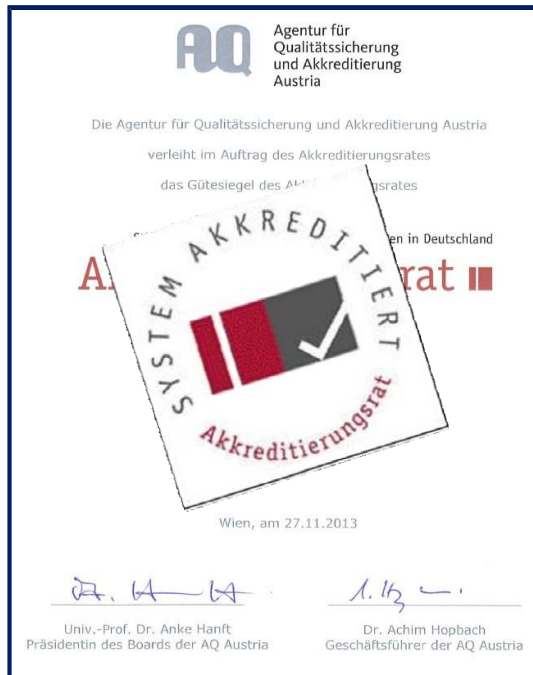 AQ
Agentur für
Qualitätssicherung
und Akkreditierung
Austria
Die Agentur für Qualitätssicherung und Akkreditierung Austria
verleiht im Auftrag des Akkreditierungsrates
das Gütesiegel des
en in Deutschland
rat
SYSTEM AKKREDITIERT
Akkreditierungsrat
Wien, am 27.11.2013
Univ.-Prof. Dr. Anke Hanft
Präsidentin des Boards der AQ Austria
Dr. Achim Hopbach
Geschäftsführer der AQ Austria